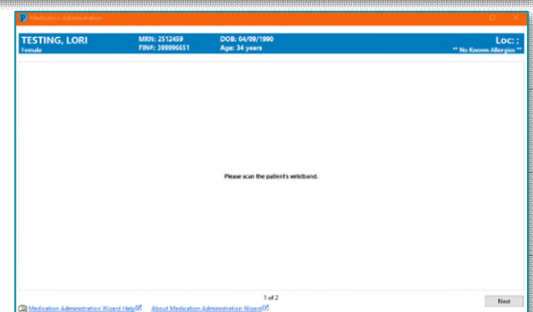 Medication Administration
TESTING, LORI
Female
MRN: 2512459
FIN#: 399996651
DOB: 04/09/1990
Age: 34 years
Loc: ;
** No Known Allergies **
Please scan the patient's wristband.
1 of 2
Next
Medication Administration Wizard Help
About Medication Administration Wizard